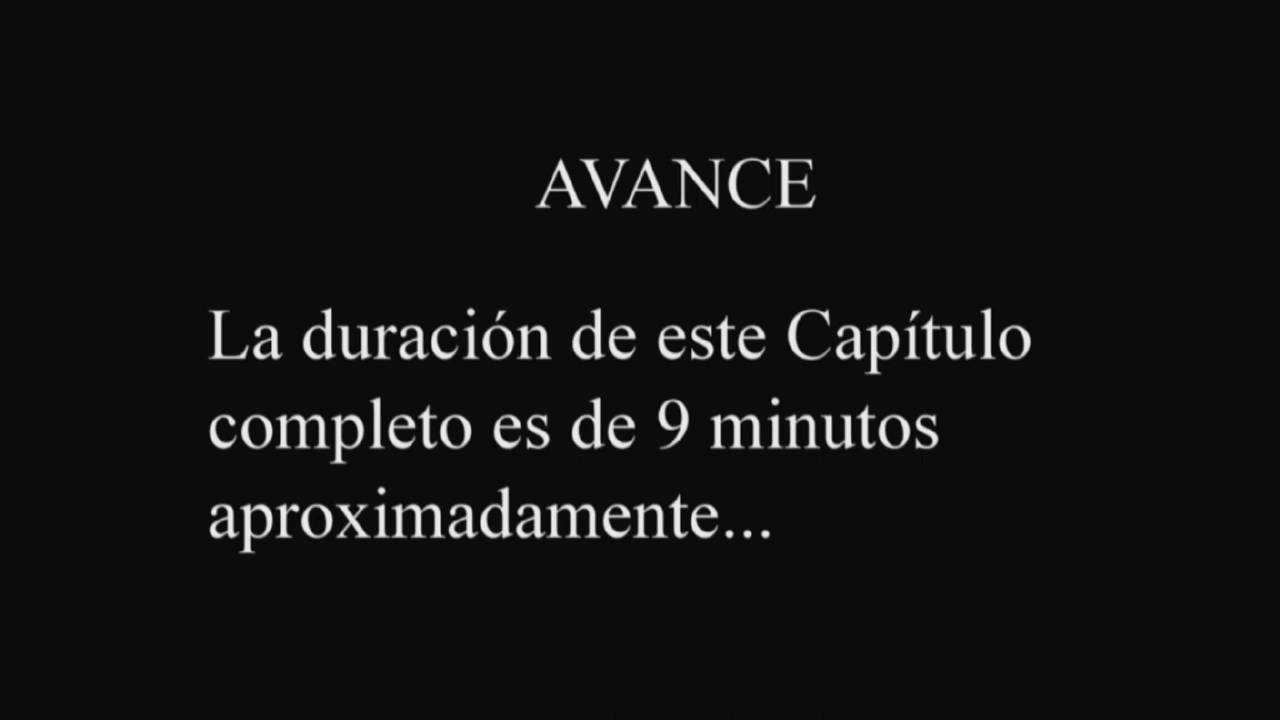 AVANCE
La duración de este Capítulo
completo es de 9 minutos
aproximadamente...